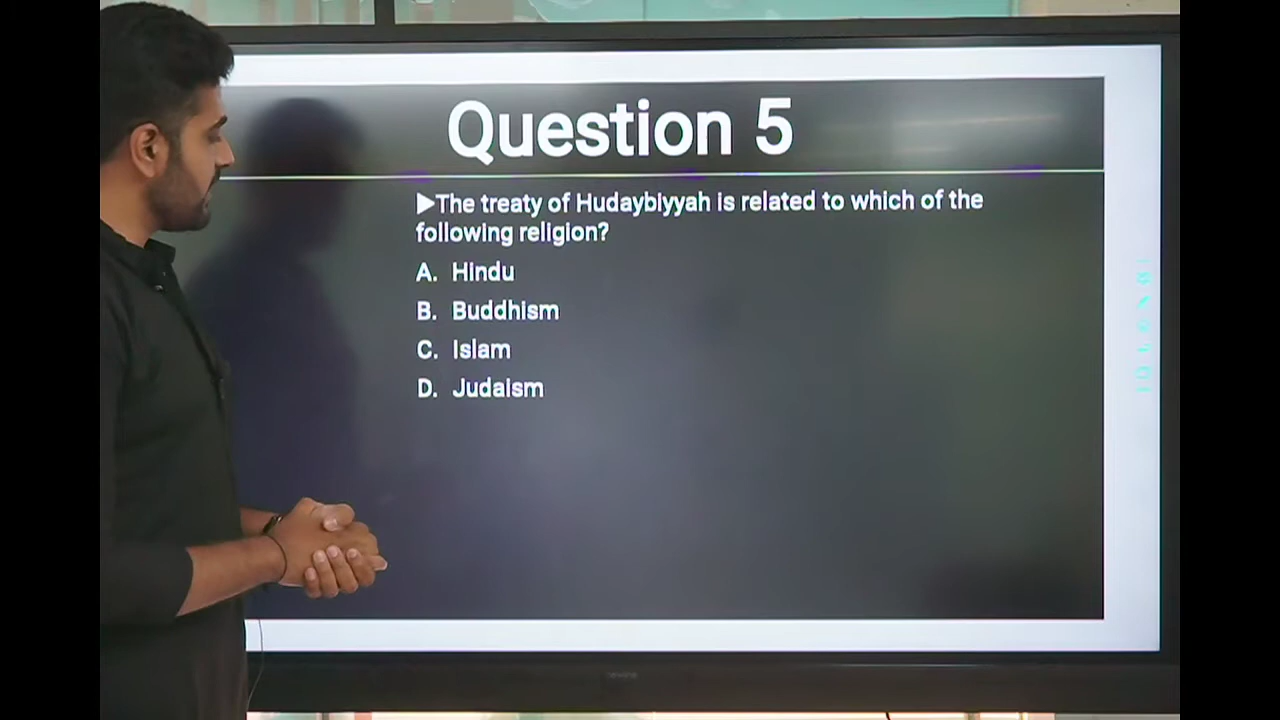 Question 5
▶The treaty of Hudaybiyyah is related to which of the
following religion?
A. Hindu
B. Buddhism
C. Islam
D. Judaism